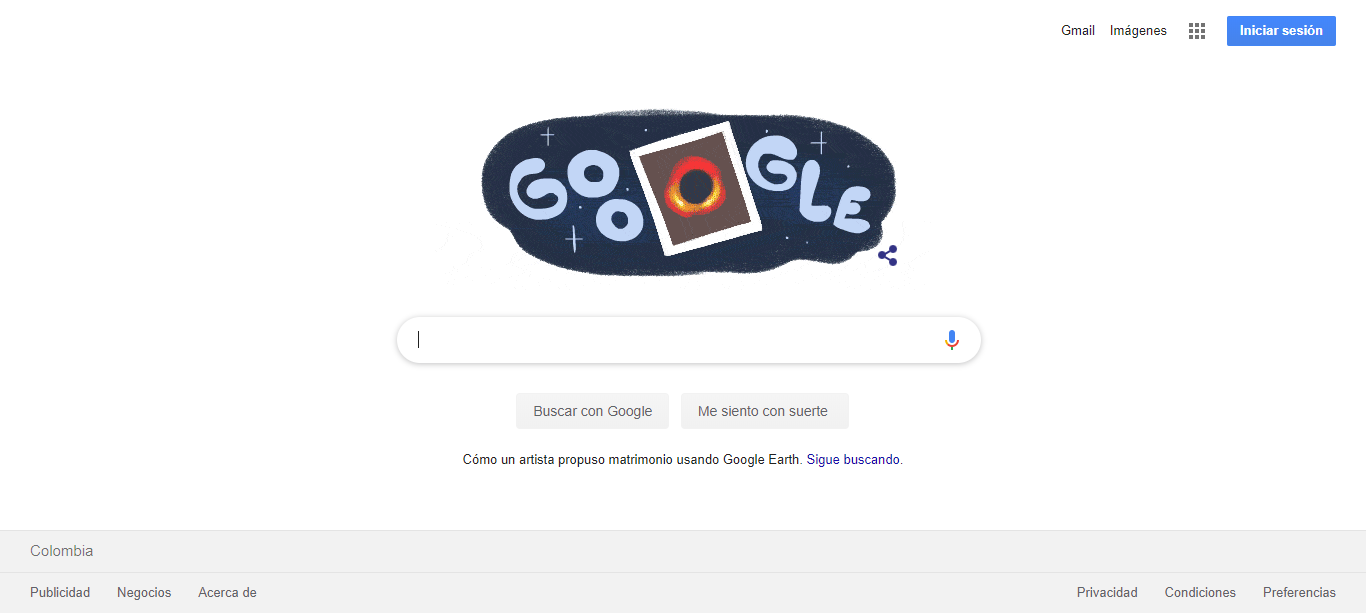 Gmail Imágenes Iniciar sesión
GOOGLE
Buscar con Google Me siento con suerte
Cómo un artista propuso matrimonio usando Google Earth. Sigue buscando.
Colombia
Publicidad Negocios Acerca de Privacidad Condiciones Preferencias